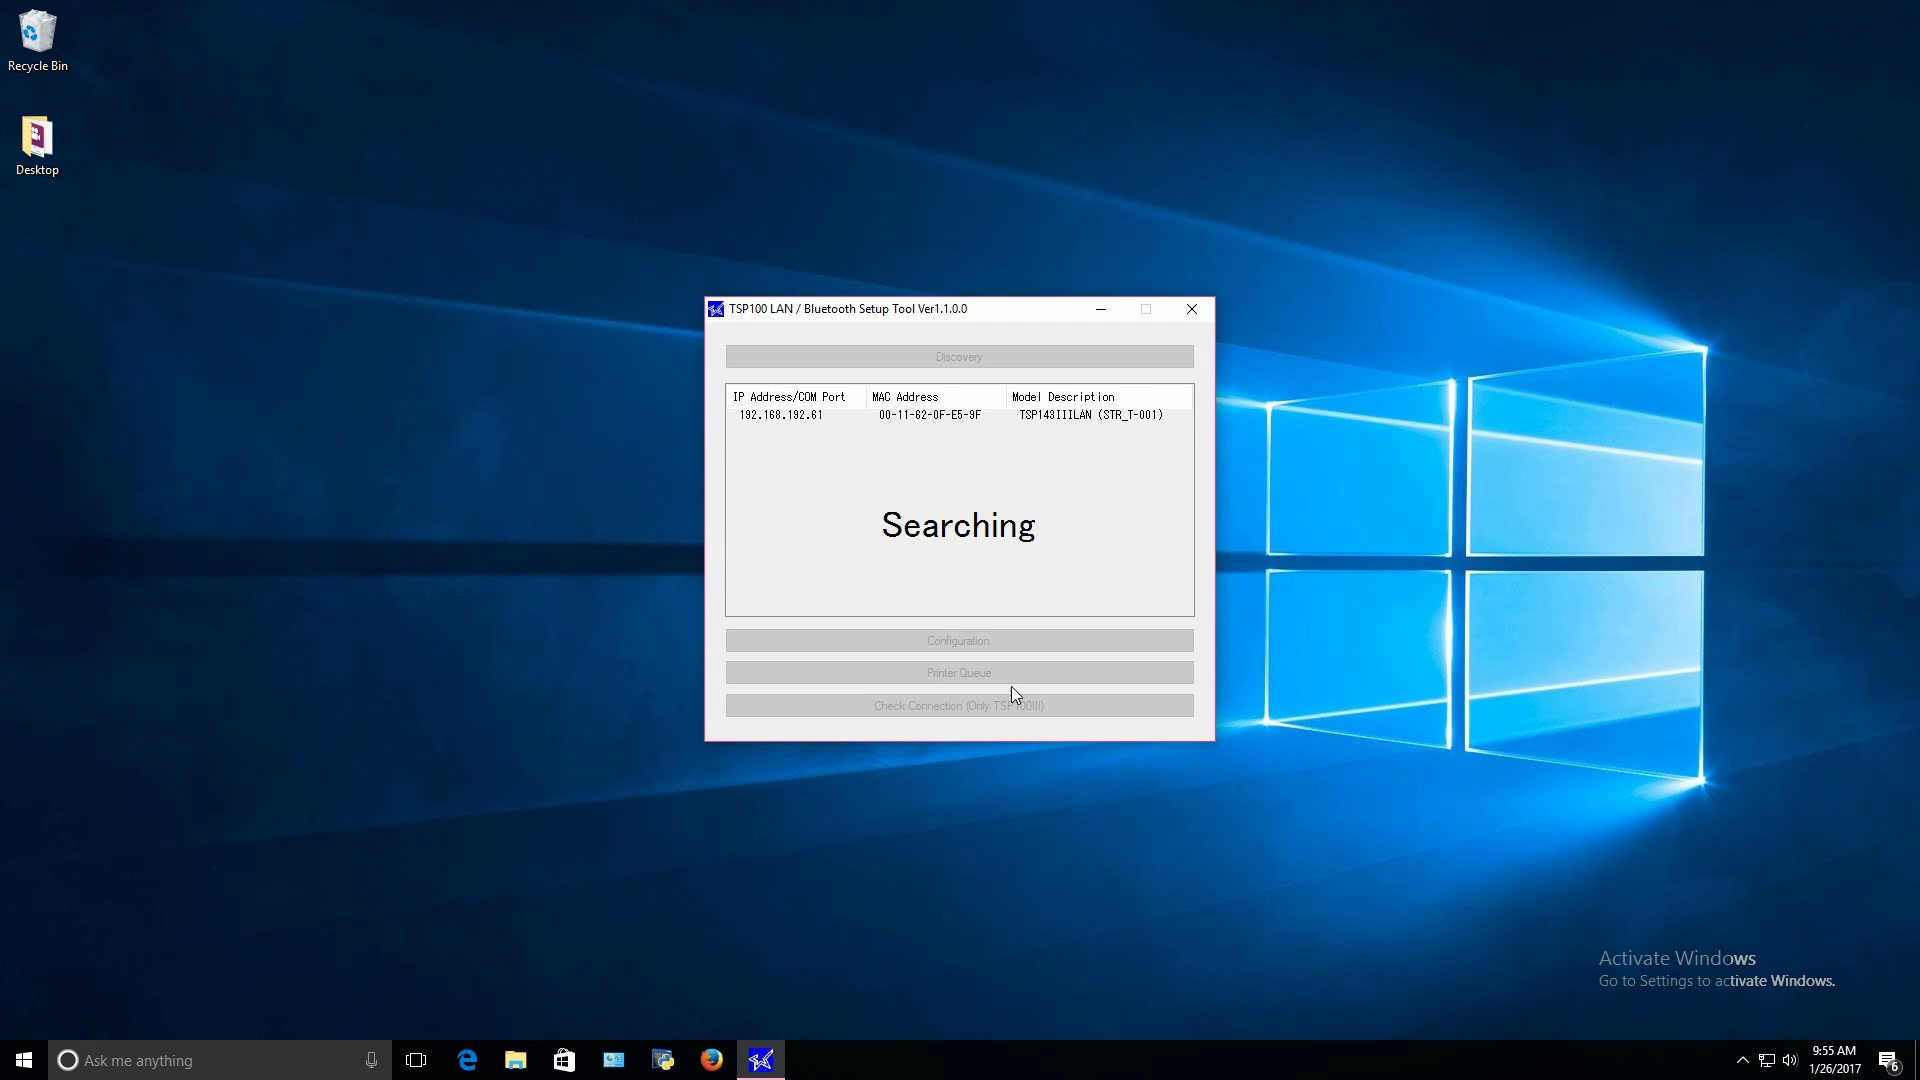 Recycle Bin
Desktop
TSP100 LAN / Bluetooth Setup Tool Ver1.1.0.0
Discovery
IP Address/COM Port MAC Address Model Description
192.168.192.61 00-11-62-0F-E5-9F TSP143IIILAN (STR_T-001)
Searching
Configuration
Printer Queue
Check Connection (Only TSP100III)
Activate Windows
Go to Settings to activate Windows.
Ask me anything
9:55 AM
1/26/2017
6